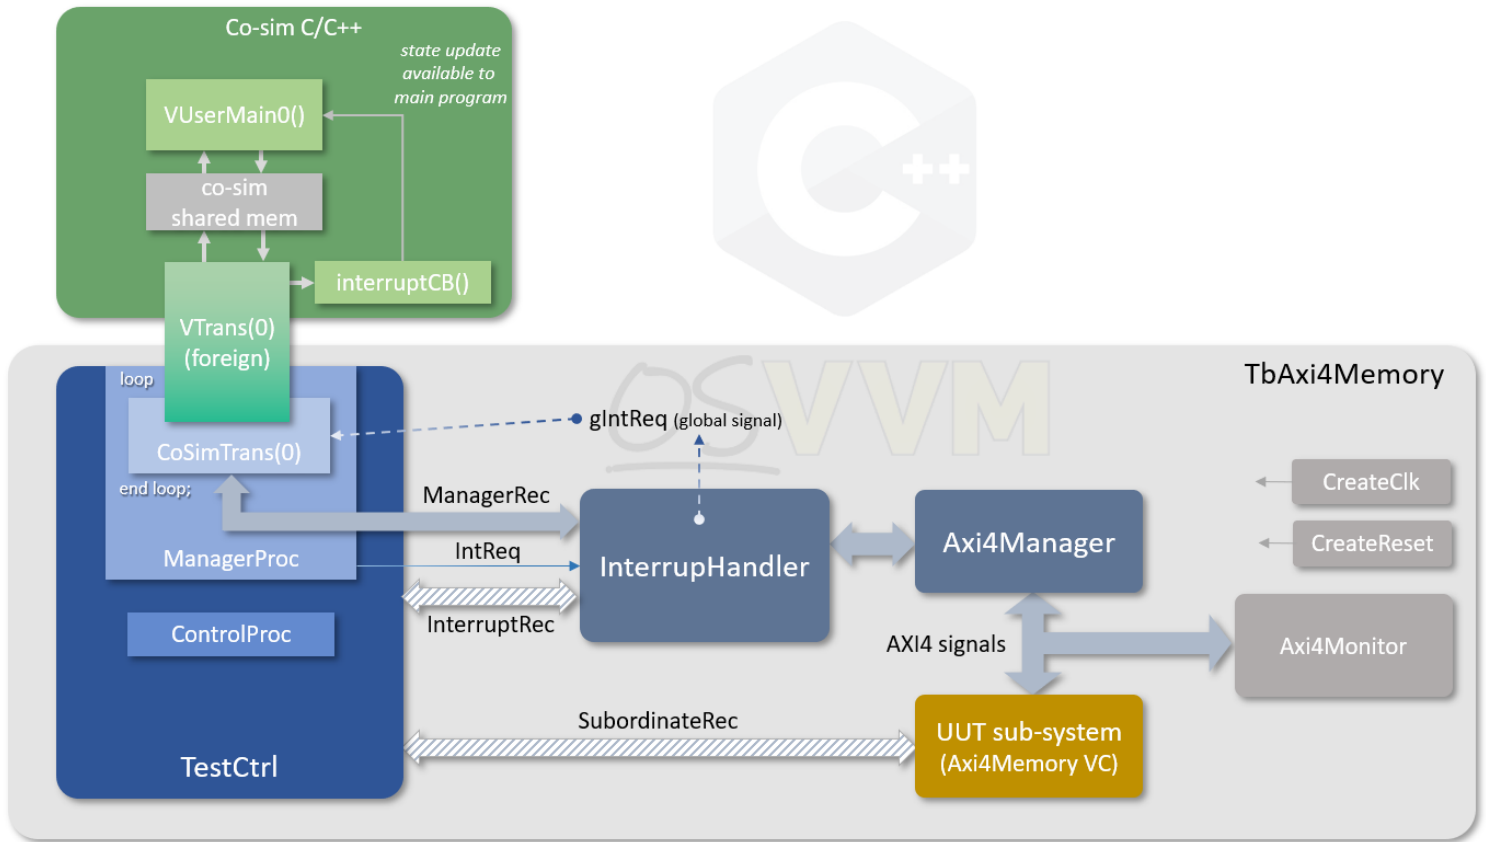 Co-sim C/C++
state update
available to
main program
VUserMain0()
co-sim
shared mem
interruptCB()
VTrans(0)
(foreign)
C++
OSVVM
TbAxi4Memory
loop
CoSimTrans(0)
end loop;
ManagerProc
ControlProc
TestCtrl
gIntReq (global signal)
ManagerRec
IntReq
InterruptRec
InterrupHandler
Axi4Manager
CreateClk
CreateReset
AXI4 signals
Axi4Monitor
SubordinateRec
UUT sub-system
(Axi4Memory VC)